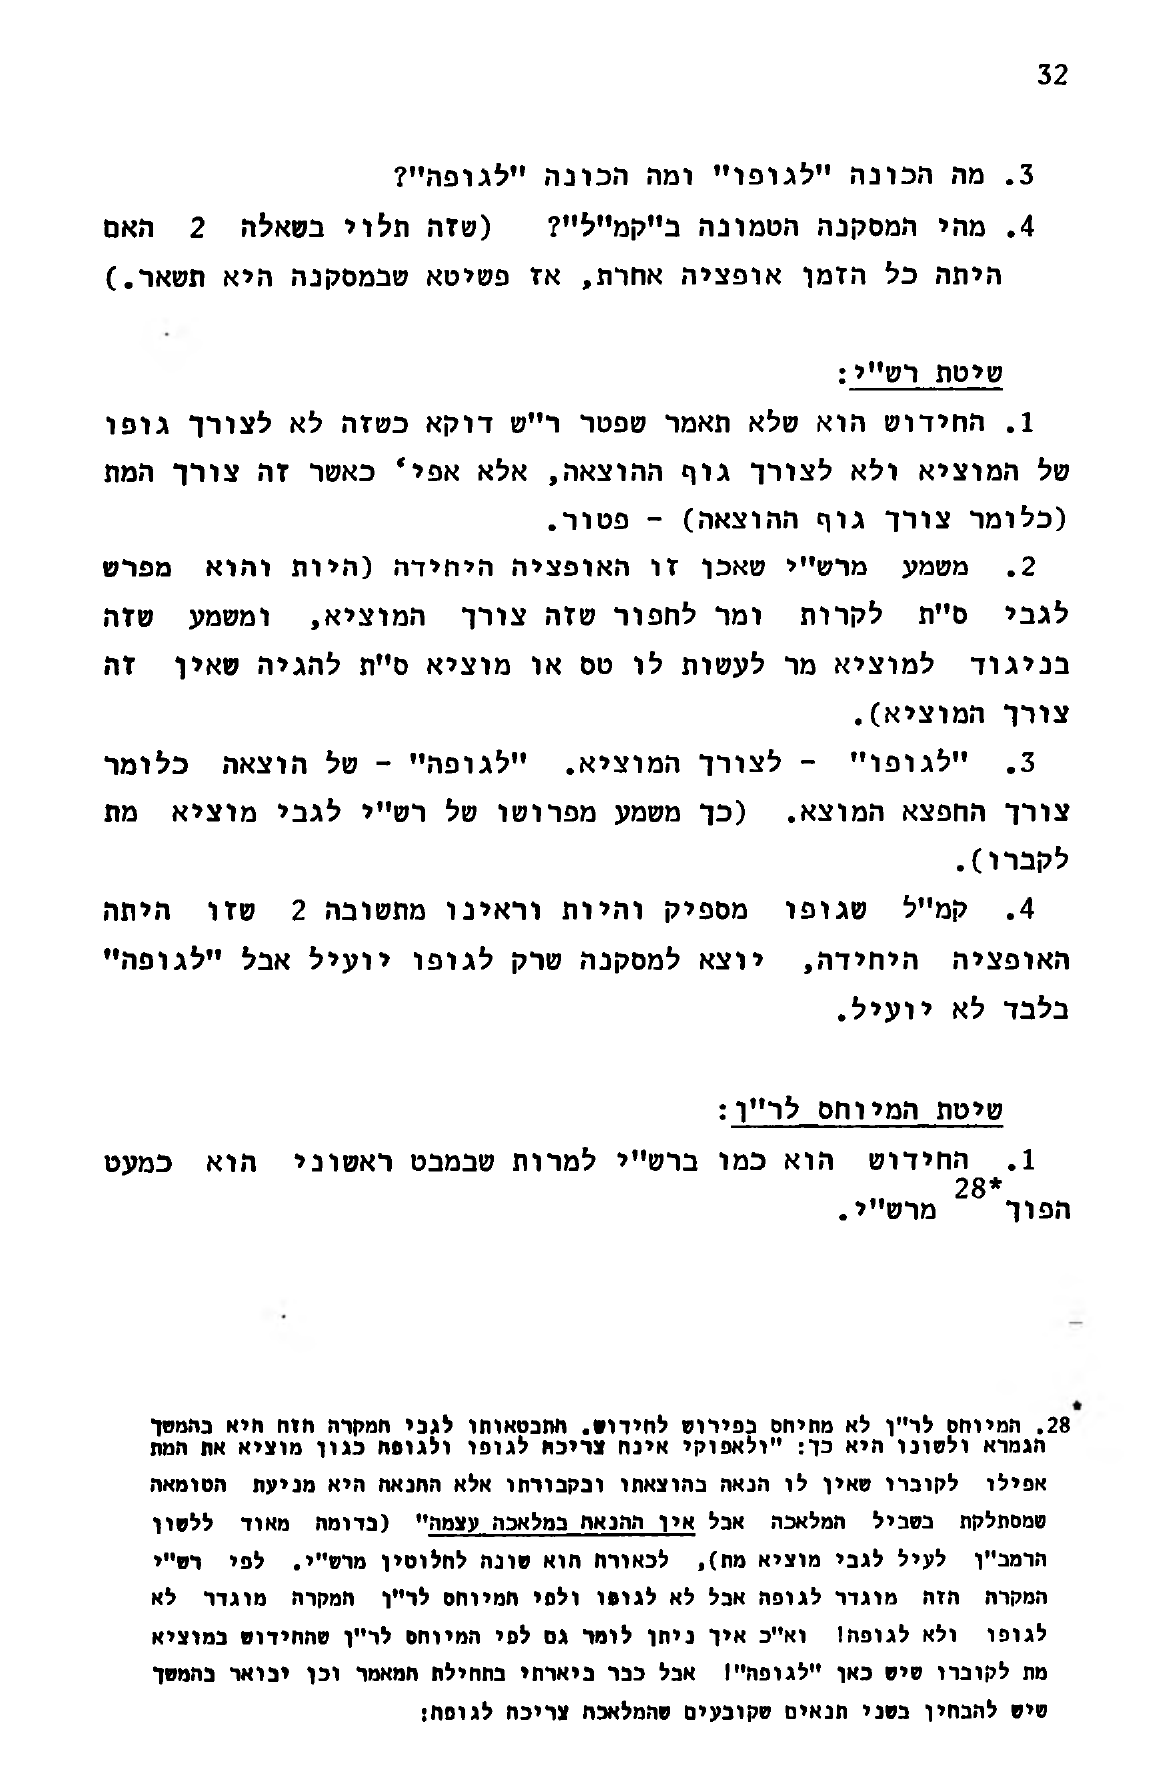 32
3. מה הכונה "לגופו" ומה הכונה "לגופה"?
4. מהי המסקנה הטמונה ב"קמ"ל"? (שזה תלוי בשאלה 2 האם
היתה כל הזמן אופציה אחרת, אז פשיטא שבמסקנה היא תשאר.)
שיטת רש"י:
1. החידוש הוא שלא תאמר שפטר ר"ש דוקא כשזה לא לצורך גופו
של המוציא ולא לצורך גוף ההוצאה, אלא אפי' כאשר זה צורך המת
(כלומר צורך גוף ההוצאה) - פטור.
2. משמע מרש"י שאכן זו האופציה היחידה (היות והוא מפרש
לגבי ס"ת לקרות ומר לחפור שזה צורך המוציא, ומשמע שזה
בניגוד למוציא מר לעשות לו טס או מוציא ס"ת להגיה שאין זה
צורך המוציא).
3. "לגופו" - לצורך המוציא. "לגופה" - של הוצאה כלומר
צורך החפצא המוצא. (כך משמע מפרושו של רש"י לגבי מוציא מת
לקברו).
4. קמ"ל שגופו מספיק והיות וראינו מתשובה 2 שזו היתה
האופציה היחידה, יוצא למסקנה שרק לגופו יועיל אבל "לגופה"
בלבד לא יועיל.
שיטת המיוחס לר"ן:
1. החידוש הוא כמו ברש"י למרות שבמבט ראשוני הוא כמעט
הפוך *28 מרש"י.
*28. המיוחס לר"ן לא מתיחס בפירוש לחידוש. התבטאותו לגבי המקרה הזה היא בהמשך
הגמרא ולשונו היא כך: "ולאפוקי אינה צריכה לגופו ולגופה כגון מוציא את המת
אפילו לקוברו שאין לו הנאה בהוצאתו ובקבורתו אלא ההנאה היא מניעת הטומאה
שמסתלקת בשביל המלאכה אבל אין ההנאה במלאכה עצמה" (בדומה מאוד ללשון
הרמב"ן לעיל לגבי מוציא מת), לכאורה הוא שונה לחלוטין מרש"י. לפי רש"י
המקרה הזה מוגדר לגופה אבל לא לגופו ולפי המיוחס לר"ן המקרה מוגדר לא
לגופו ולא לגופה! וא"כ איך ניתן לומר גם לפי המיוחס לר"ן שהחידוש במוציא
מת לקוברו שיש כאן "לגופה"! אבל כבר ביארתי בתחילת המאמר וכן יבואר בהמשך
שיש להבחין בשני תנאים שקובעים שהמלאכה צריכה לגופה: